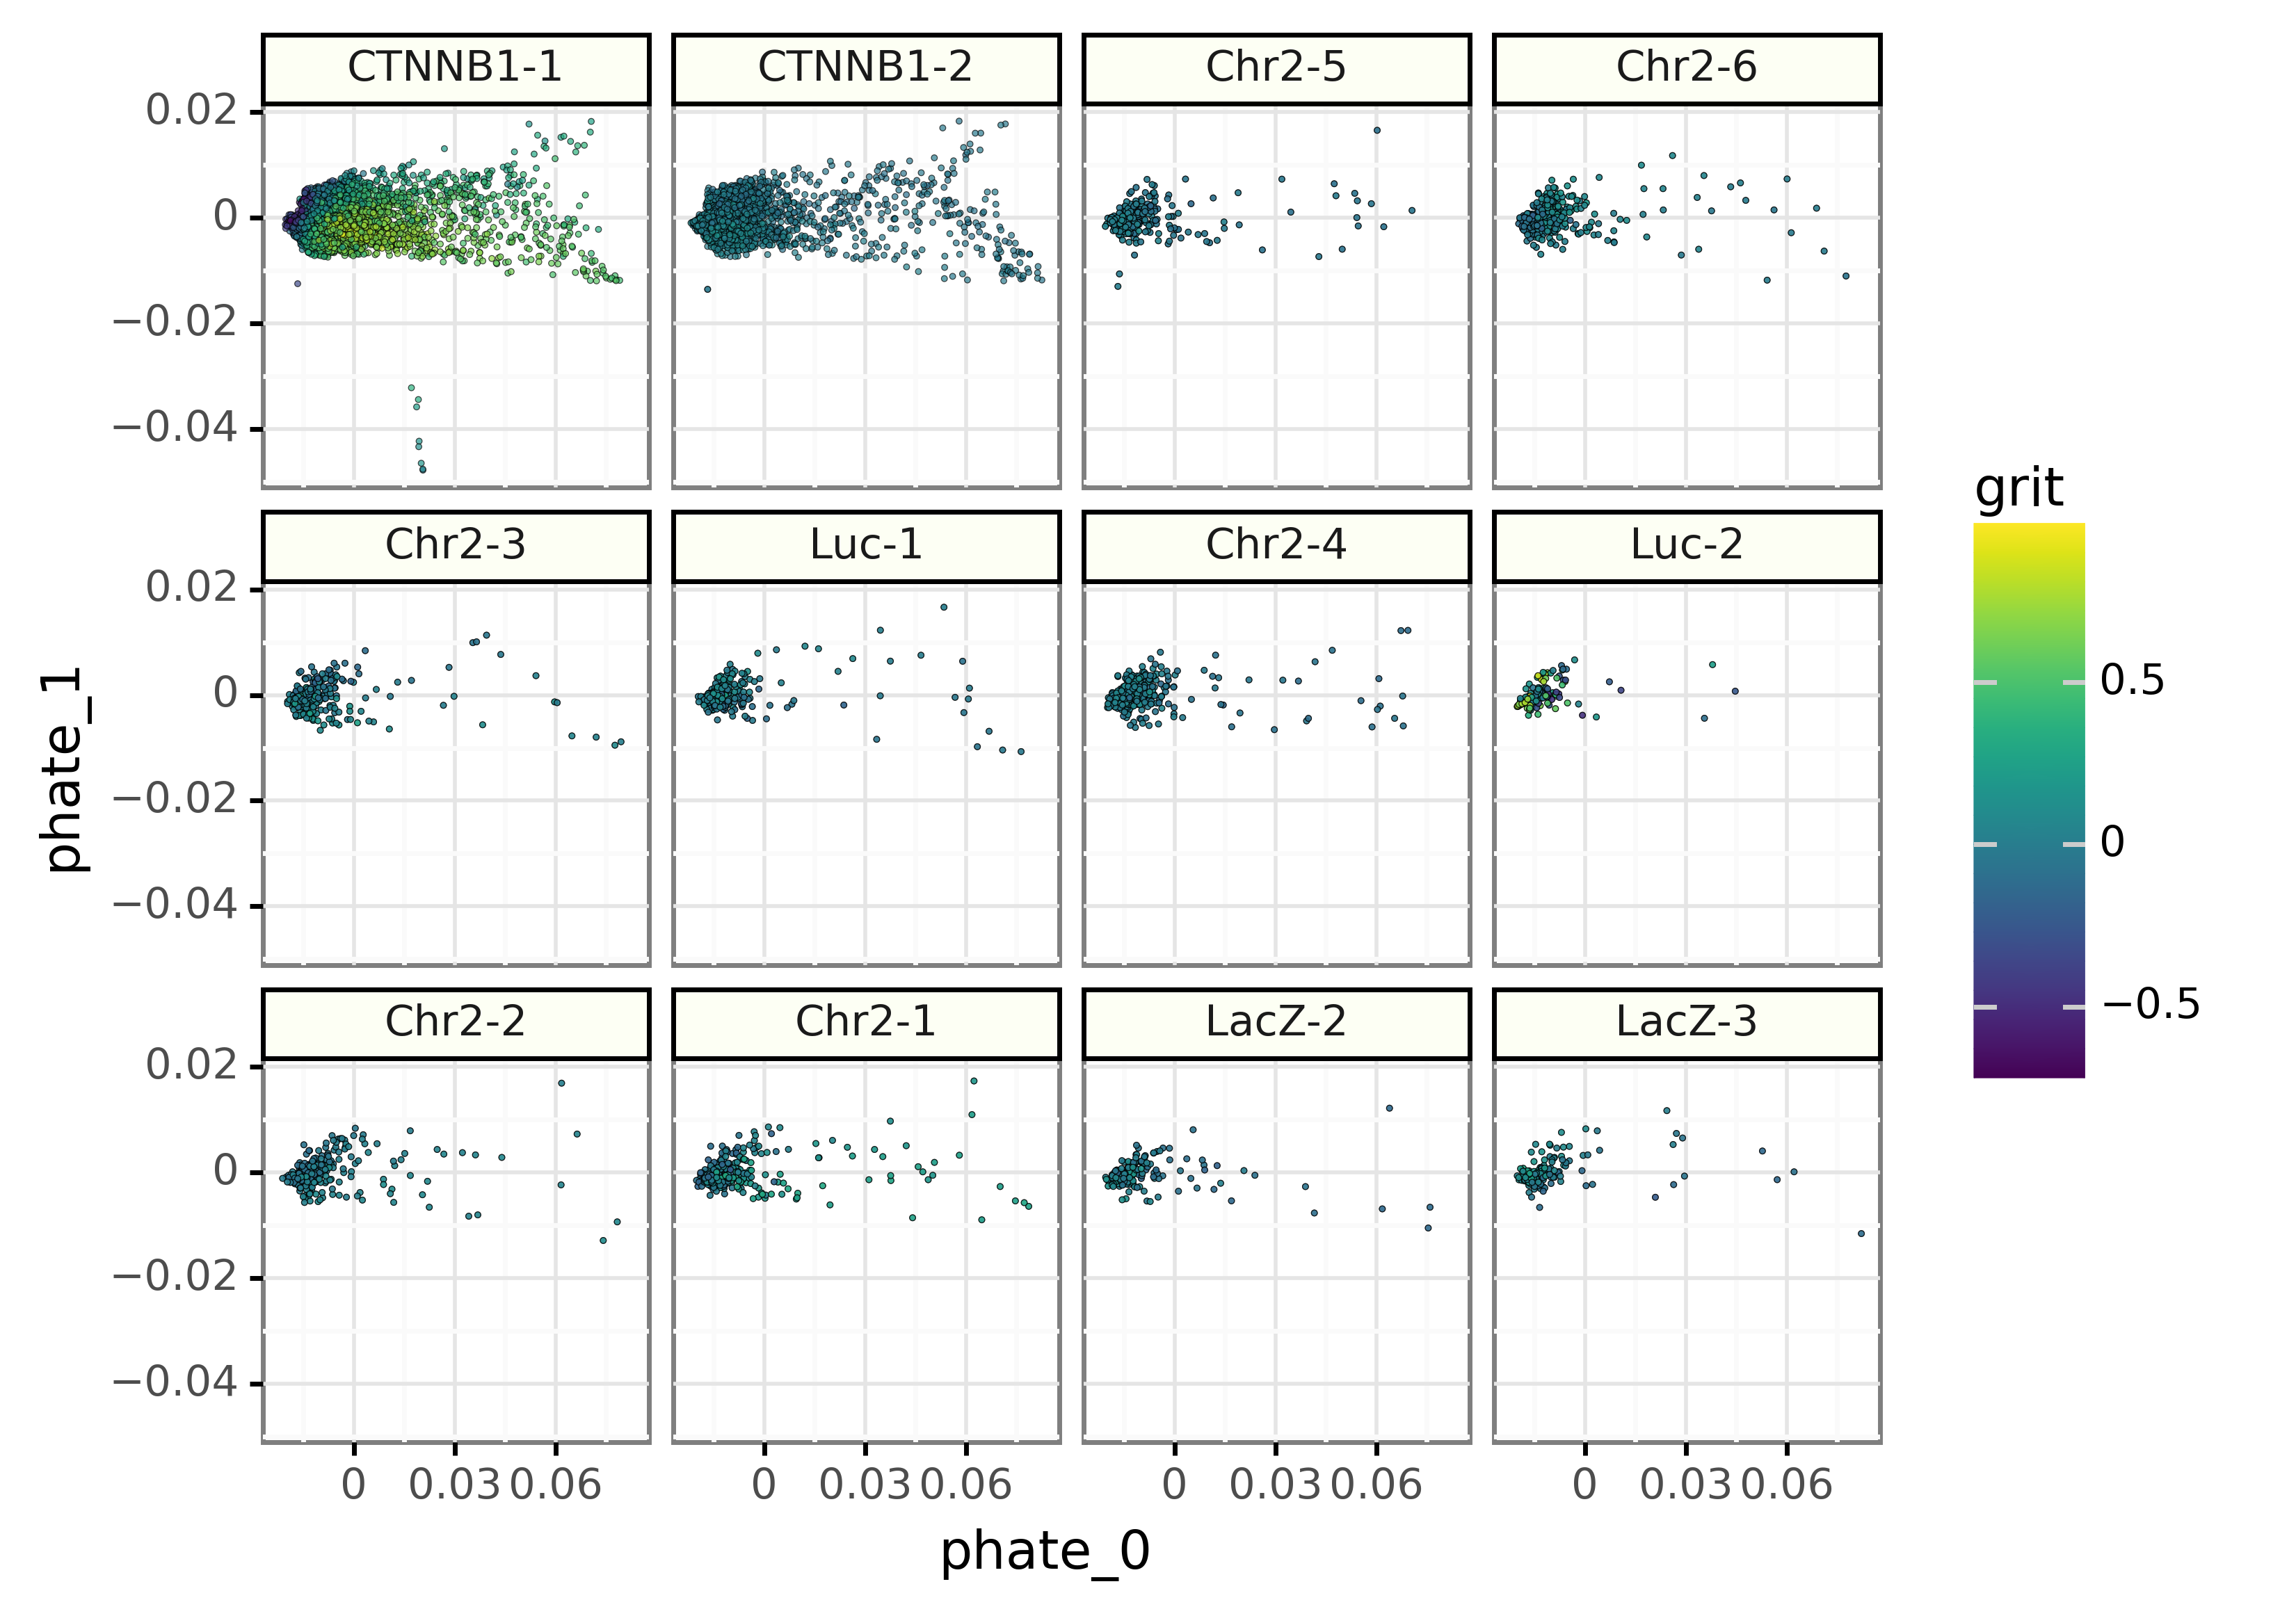 CTNNB1-1 CTNNB1-2 Chr2-5 Chr2-6
0.02
0
−0.02
−0.04
Chr2-3 Luc-1 Chr2-4 Luc-2
0.02
0
−0.02
−0.04
Chr2-2 Chr2-1 LacZ-2 LacZ-3
0.02
0
−0.02
−0.04
0 0.03 0.06 0 0.03 0.06 0 0.03 0.06 0 0.03 0.06
phate_0
phate_1
grit
0.5
0
−0.5